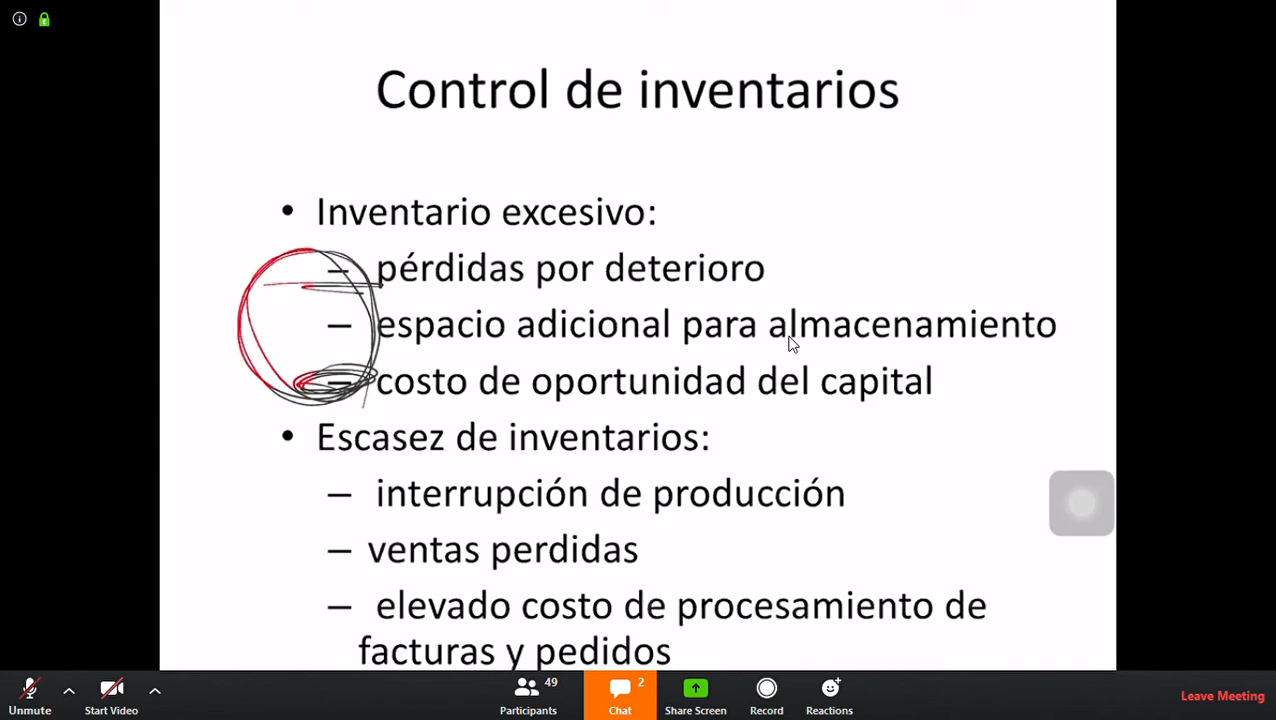 E
Control de inventarios
• Inventario excesivo:
– pérdidas por deterioro
– espacio adicional para almacenamiento
– costo de oportunidad del capital
• Escasez de inventarios:
– interrupción de producción
– ventas perdidas
– elevado costo de procesamiento de
facturas y pedidos
49
2
Unmute
Start Video
Participants
Chat
Share Screen
Record
Reactions
Leave Meeting